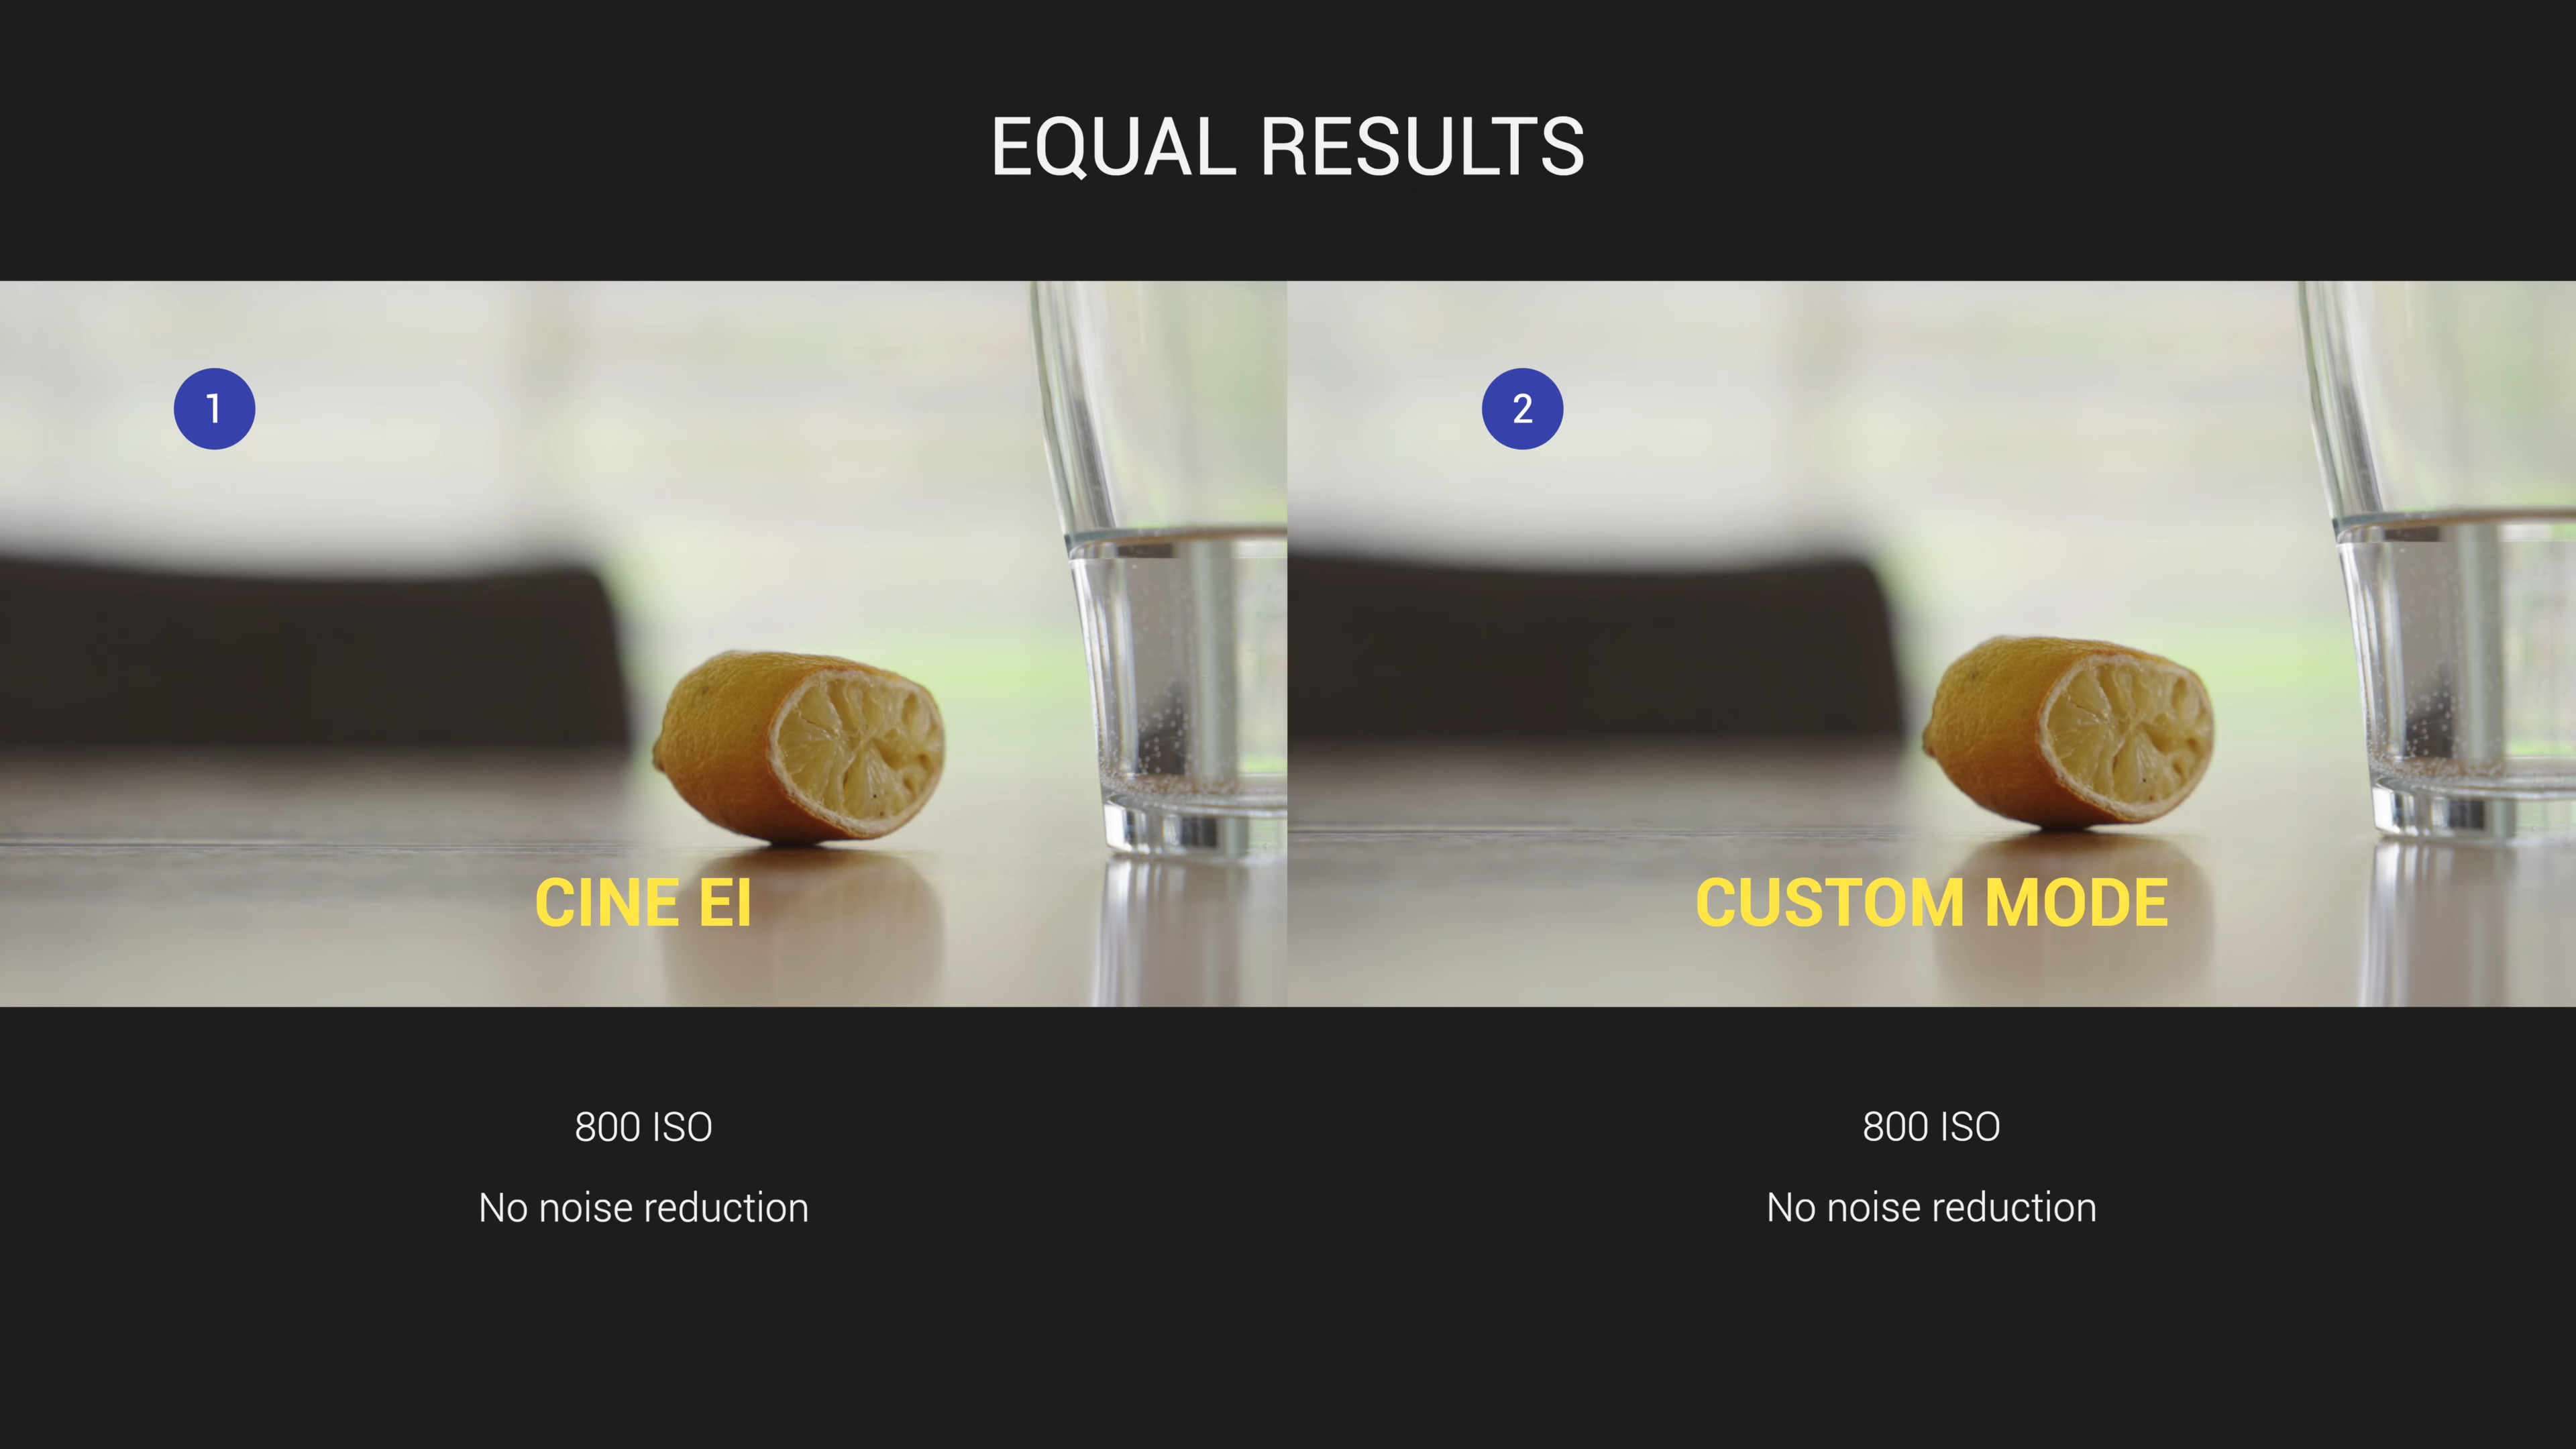 EQUAL RESULTS
1
2
CINE EI
CUSTOM MODE
800 ISO
No noise reduction
800 ISO
No noise reduction